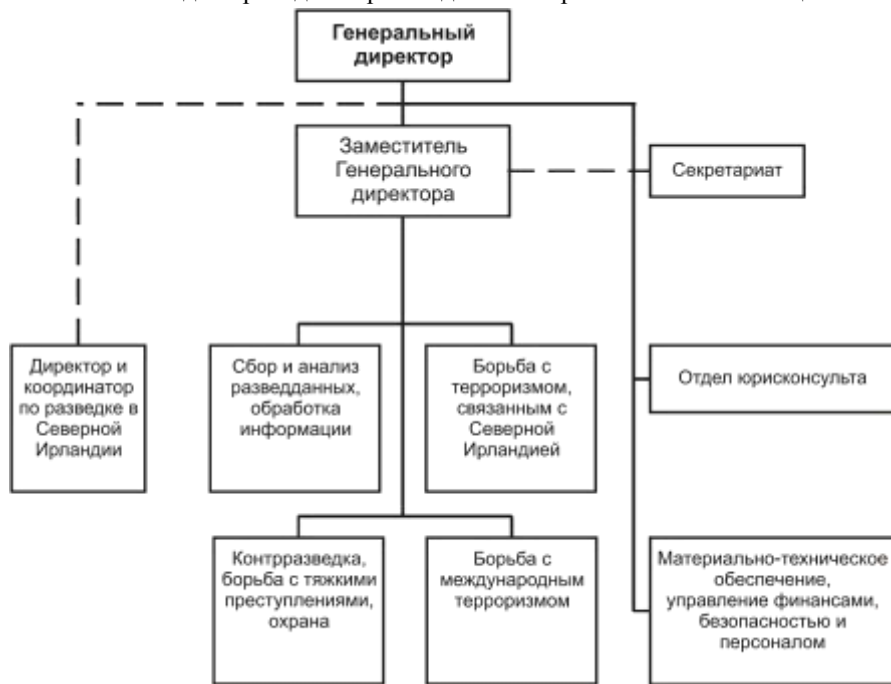 Генеральный
директор
Заместитель
Генерального
директора
Секретариат
Директор и
координатор
по разведке в
Северной
Ирландии
Сбор и анализ
разведданных,
обработка
информации
Борьба с
терроризмом,
связанным с
Северной
Ирландией
Отдел юрисконсульта
Контрразведка,
борьба с тяжкими
преступлениями,
охрана
Борьба с
международным
терроризмом
Материально-техническое
обеспечение,
управление финансами,
безопасностью и
персоналом